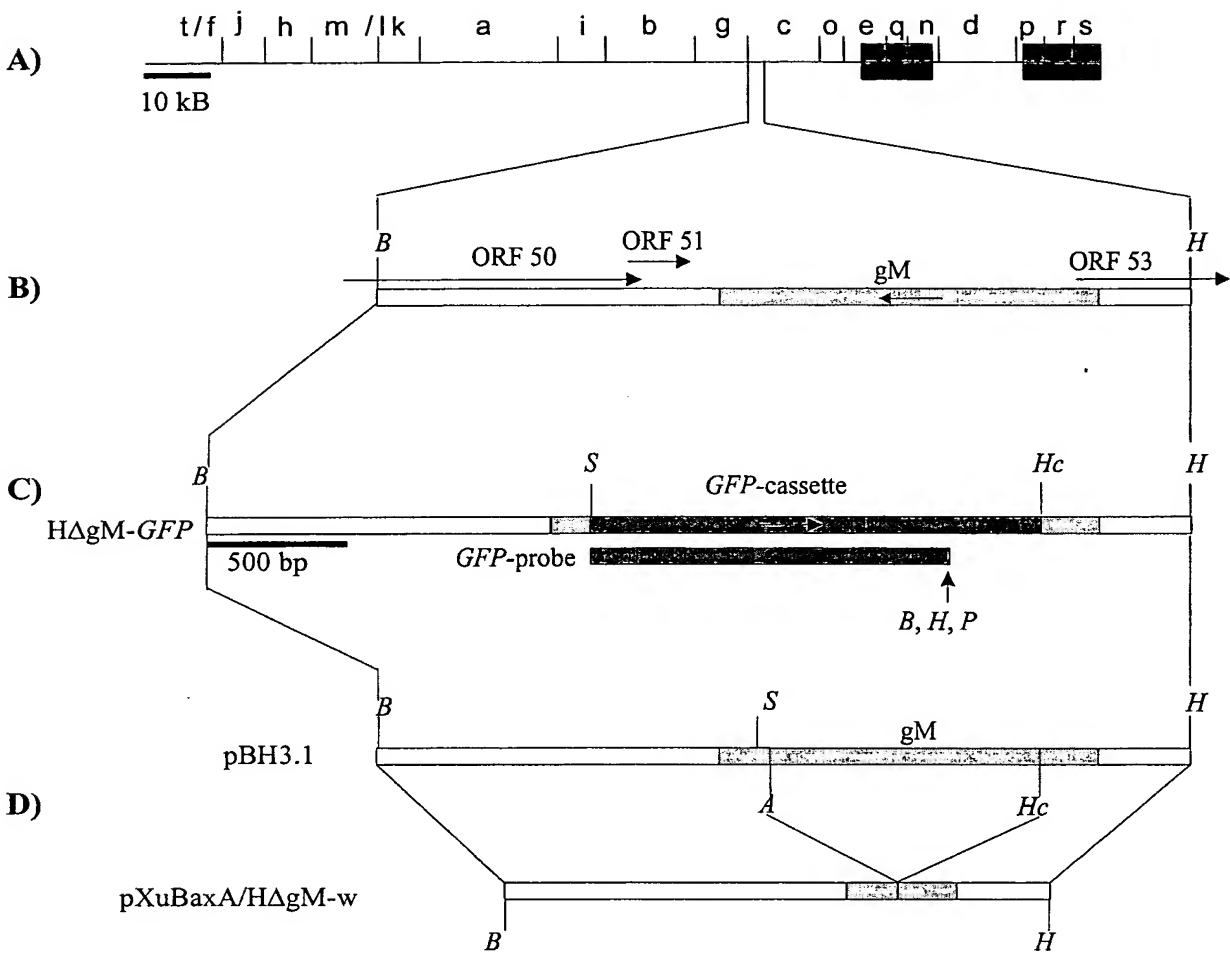 t/f j h m /l k a i b g c o e q n d p r s
A)
10 kB
B H
ORF 50 ORF 51 gM ORF 53
B)
B S Hc H
GFP-cassette
C)
HΔgM-GFP
500 bp GFP-probe
B, H, P
B S H
gM
pBH3.1
D)
A Hc
pXuBaxA/HΔgM-w
B H